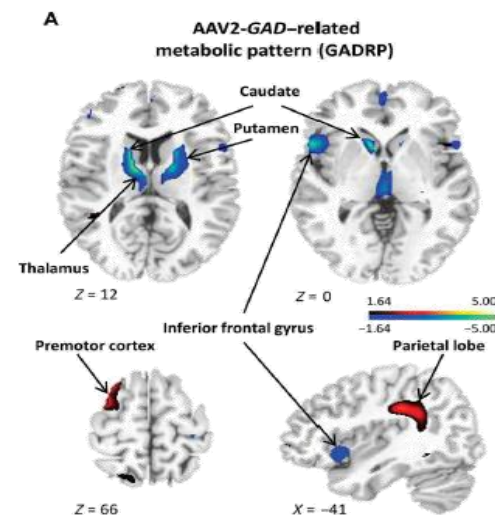 A
AAV2-GAD–related
metabolic pattern (GADRP)
Caudate
Putamen
Thalamus
Z = 12
Z = 0
1.64 5.00
−1.64 −5.00
Inferior frontal gyrus
Premotor cortex
Parietal lobe
Z = 66
X = −41